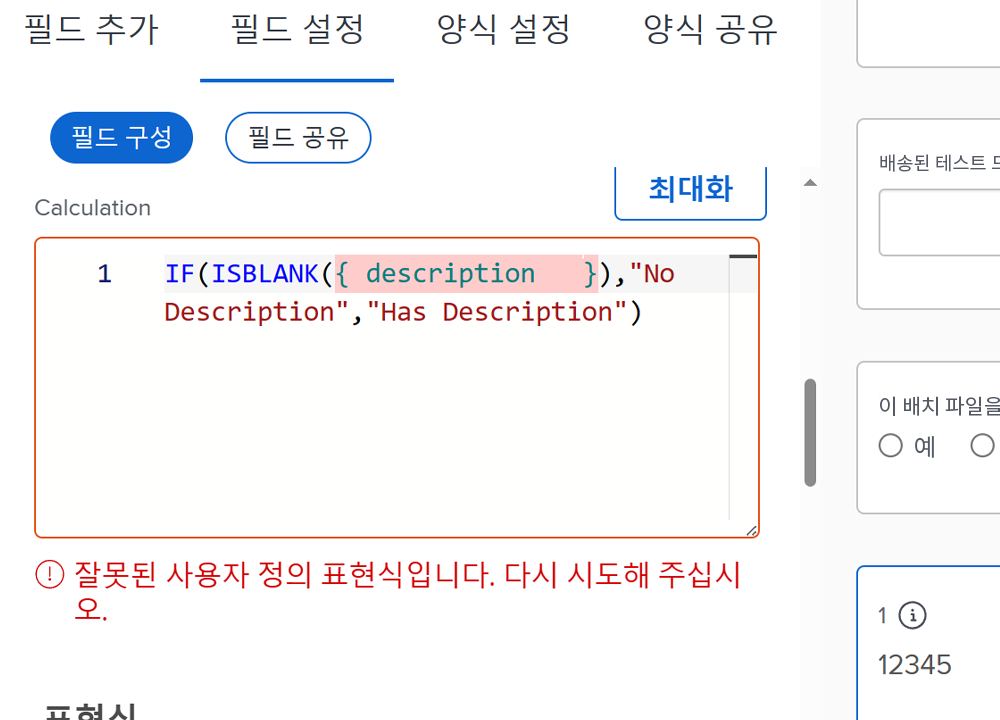 필드 추가 필드 설정 양식 설정 양식 공유
필드 구성 필드 공유
최대화
Calculation
1 IF(ISBLANK({ description   }),"No
Description","Has Description")
잘못된 사용자 정의 표현식입니다. 다시 시도해 주십시
오.
표현식
배송된 테스트
이 배치 파일을
예
1
12345